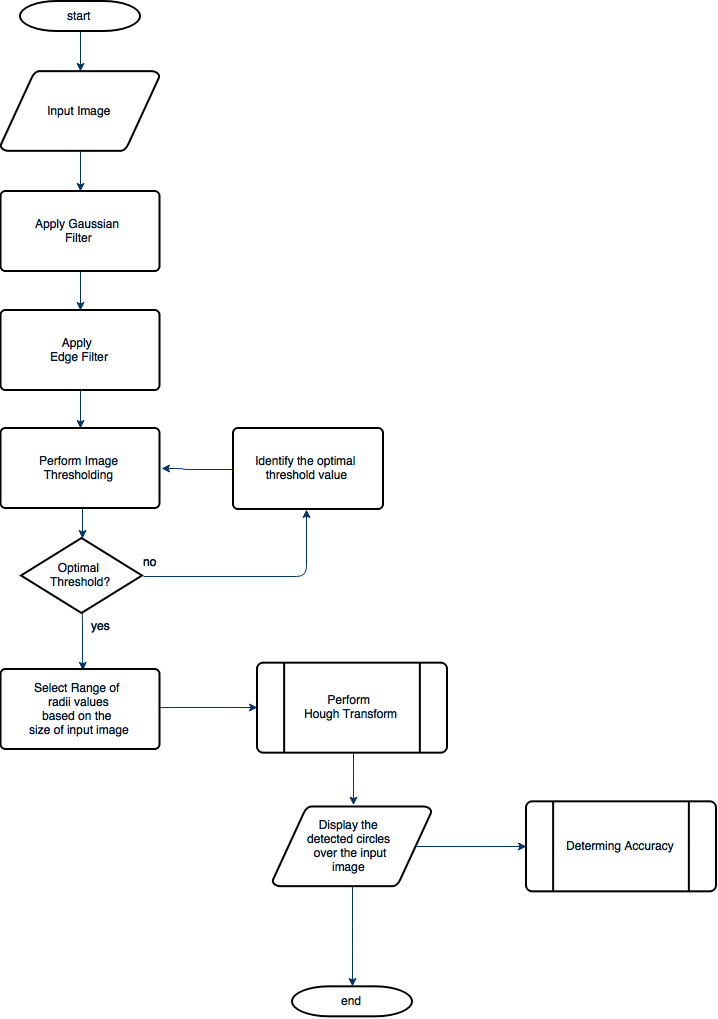 start
Input Image
Apply Gaussian
Filter
Apply
Edge Filter
Perform Image
Thresholding
Identify the optimal
threshold value
Optimal
Threshold?
no
yes
Select Range of
radii values
based on the
size of input image
Perform
Hough Transform
Display the
detected circles
over the input
image
Determing Accuracy
end